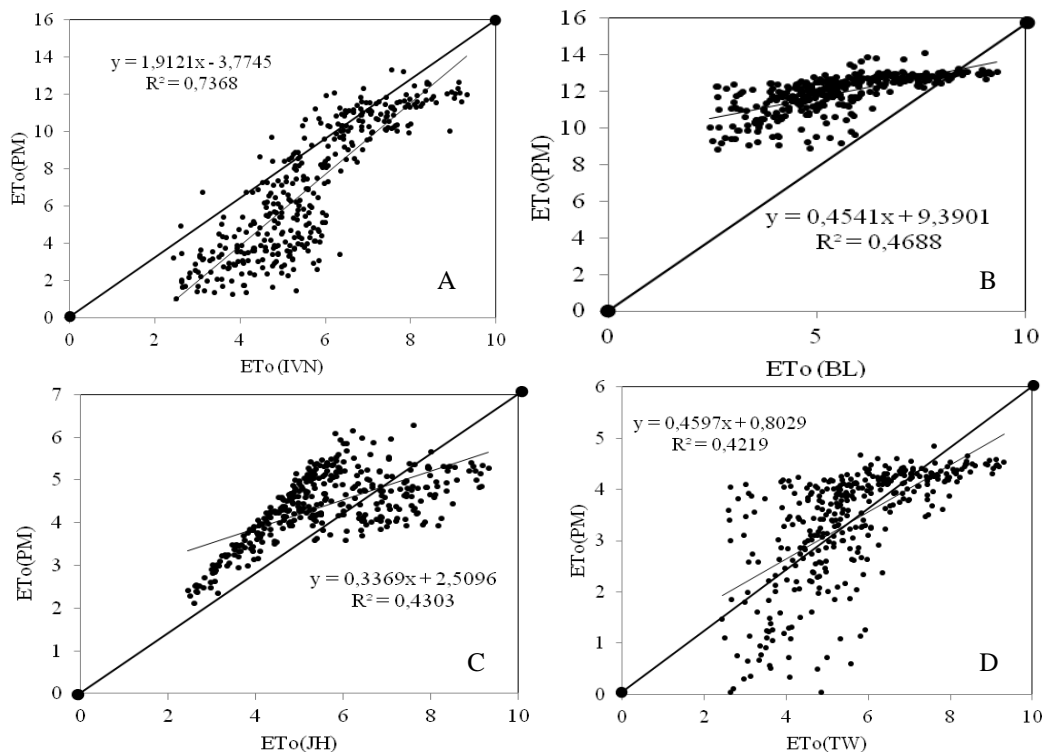 16
14
12
10
8
6
4
2
0
ETo(PM)
y = 1,9121x - 3,7745
R² = 0,7368
A
0 2 4 6 8 10
ETo(IVN)
16
14
12
10
8
6
4
2
0
ETo(PM)
y = 0,4541x + 9,3901
R² = 0,4688
B
0 5 10
ETo(BL)
7
6
5
4
3
2
1
0
ETo(PM)
y = 0,3369x + 2,5096
R² = 0,4303
C
0 2 4 6 8 10
ETo(JH)
6
5
4
3
2
1
0
ETo(PM)
y = 0,4597x + 0,8029
R² = 0,4219
D
0 2 4 6 8 10
ETo(TW)